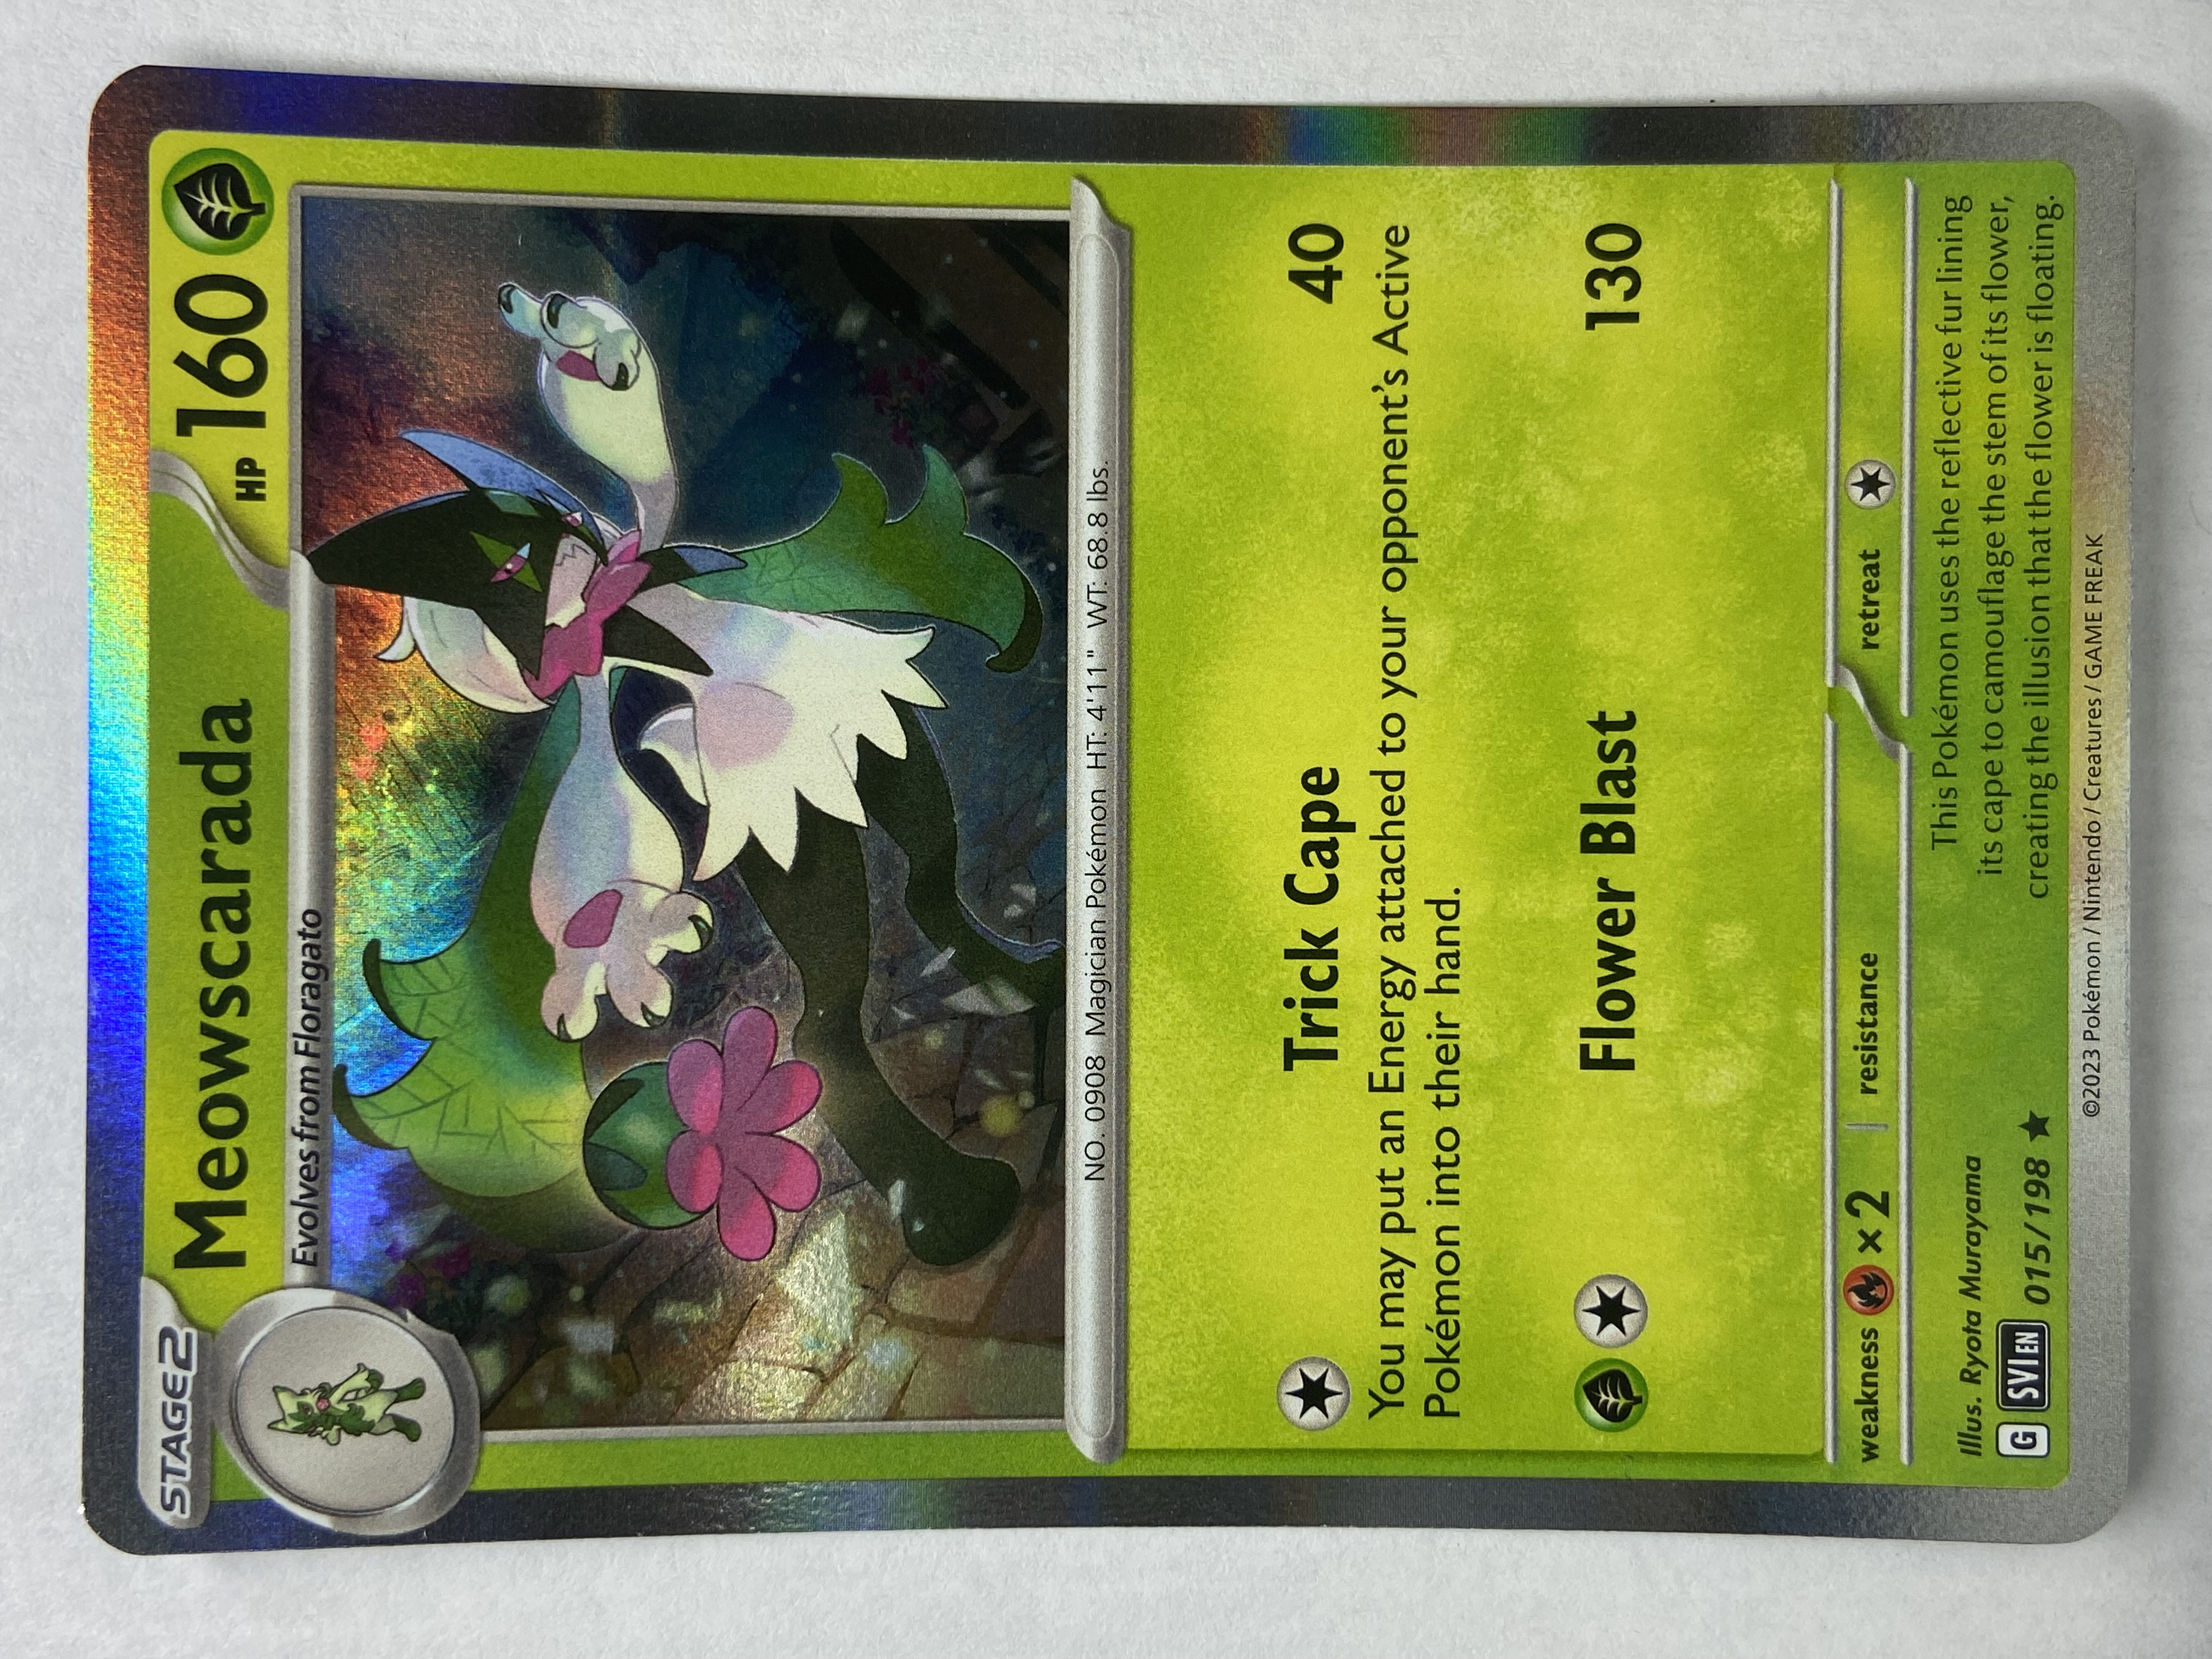 STAGE2
Meowscarada
HP 160
Evolves from Floragato
NO. 0908 Magician Pokémon HT: 4'11" WT: 68.8 lbs.
Trick Cape 40
You may put an Energy attached to your opponent's Active
Pokémon into their hand.
Flower Blast 130
weakness ×2 resistance retreat
Illus. Ryota Murayama
G SVI EN 015/198 ★
This Pokémon uses the reflective fur lining
its cape to camouflage the stem of its flower,
creating the illusion that the flower is floating.
©2023 Pokémon / Nintendo / Creatures / GAME FREAK